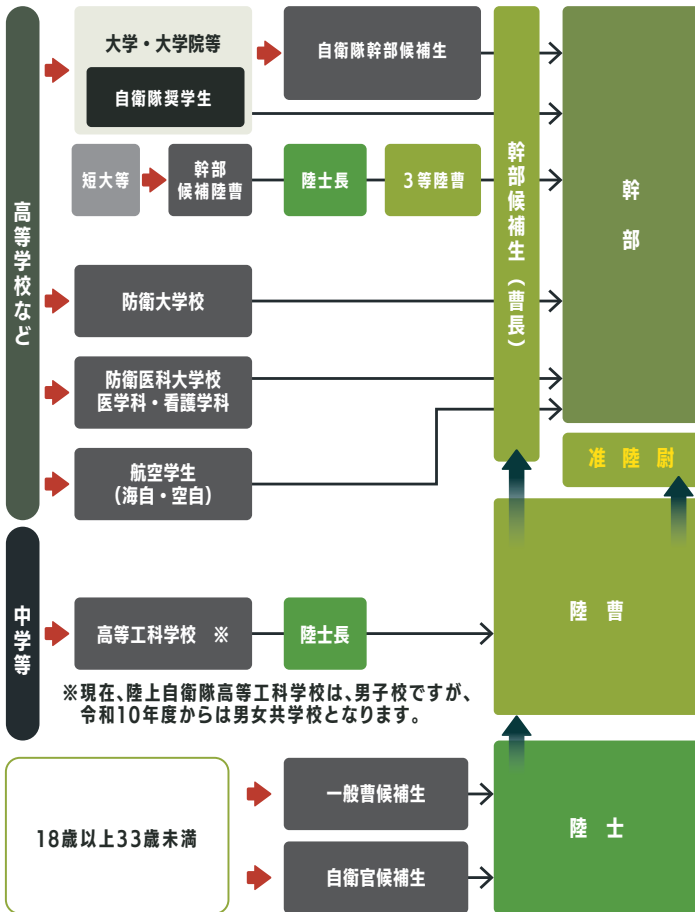 高等学校など
大学・大学院等
自衛隊奨学生
自衛隊幹部候補生
短大等
幹部
候補陸曹
陸士長
3等陸曹
防衛大学校
防衛医科大学校
医学科・看護学科
航空学生
(海自・空自)
幹部候補生(曹長)
幹部
准陸尉
中学等
高等工科学校 ※
陸士長
陸曹
※現在、陸上自衛隊高等工科学校は、男子校ですが、
令和10年度からは男女共学校となります。
18歳以上33歳未満
一般曹候補生
自衛官候補生
陸士